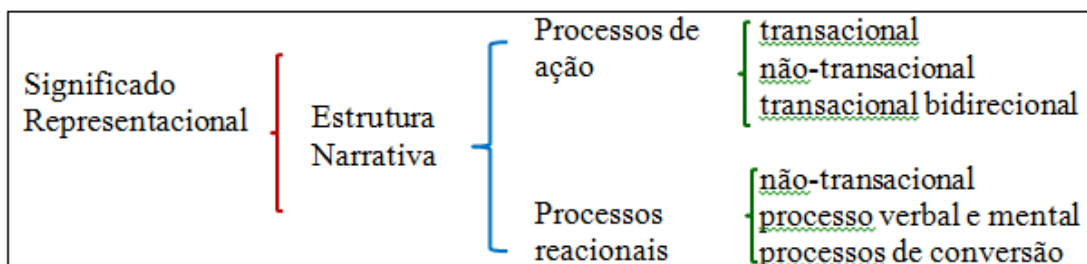 Significado
Representacional
Estrutura
Narrativa
Processos de
ação
transacional
não-transacional
transacional bidirecional
Processos
reacionais
não-transacional
processo verbal e mental
processos de conversão